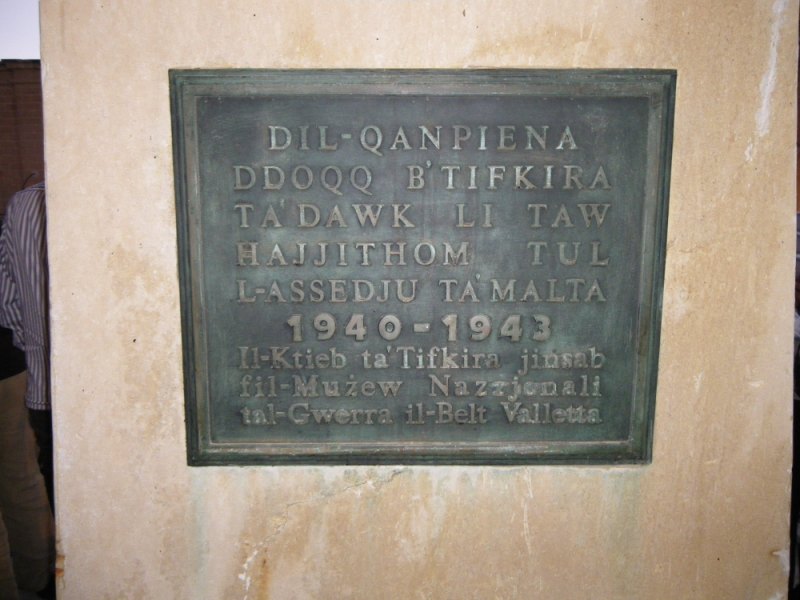 DIL-QANPIENA
DDOQQ B'TIFKIRA
TA' DAWK LI TAW
HAJJITHOM TUL
L-ASSEDJU TA' MALTA
1940-1943
Il-Ktieb ta' Tifkira jinsab
fil-Mużew Nazzjonali
tal-Gwerra il-Belt Valletta